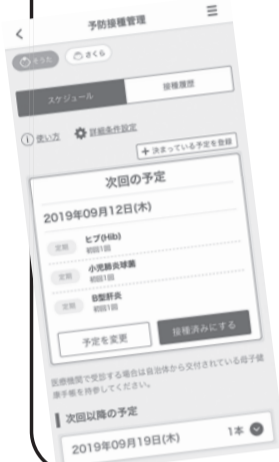 予防接種管理
そうた
さくら
スケジュール
接種履歴
使い方
詳細条件設定
+ 決まっている予定を登録
次回の予定
2019年09月12日(木)
定期
ヒブ(Hib)
初回1回
定期
小児肺炎球菌
初回1回
定期
B型肝炎
初回1回
予定を変更
接種済みにする
医療機関で受診する場合は自治体から交付されている母子健
康手帳を持参してください。
次回以降の予定
2019年09月19日(木)
1本